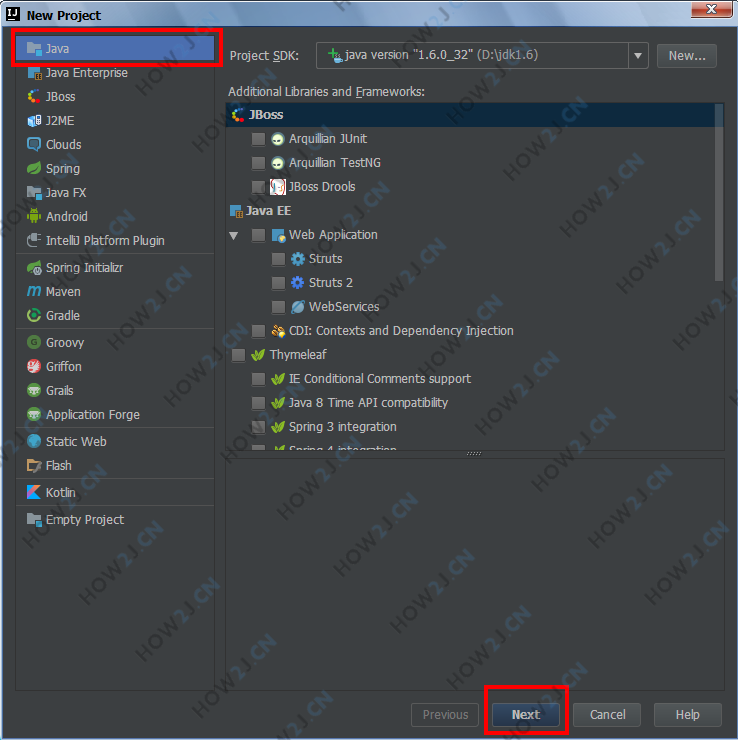 New Project
Java
Java Enterprise
JBoss
J2ME
Clouds
Spring
Java FX
Android
IntelliJ Platform Plugin
Spring Initializr
Maven
Gradle
Groovy
Griffon
Grails
Application Forge
Static Web
Flash
Kotlin
Empty Project
Project SDK: java version "1.6.0_32" (D:\jdk1.6) New...
Additional Libraries and Frameworks:
JBoss
Arquillian JUnit
Arquillian TestNG
JBoss Drools
Java EE
Web Application
Struts
Struts 2
WebServices
CDI: Contexts and Dependency Injection
Thymeleaf
IE Conditional Comments support
Java 8 Time API compatibility
Spring 3 integration
Spring 4 integration
Previous Next Cancel Help
HOW2J.CN